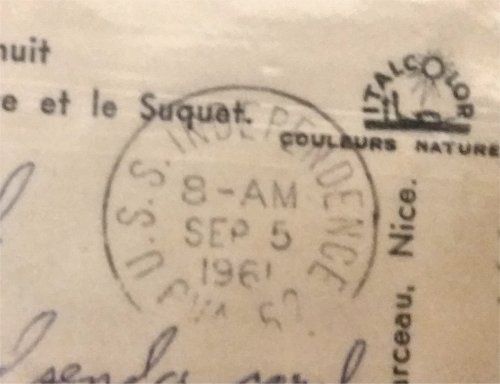 nuit
e et le Suquet.
ITALCOLOR
COULEURS NATURE
U.S.S. INDEPENDENCE
8-AM
SEP 5
1961
rceau, Nice.